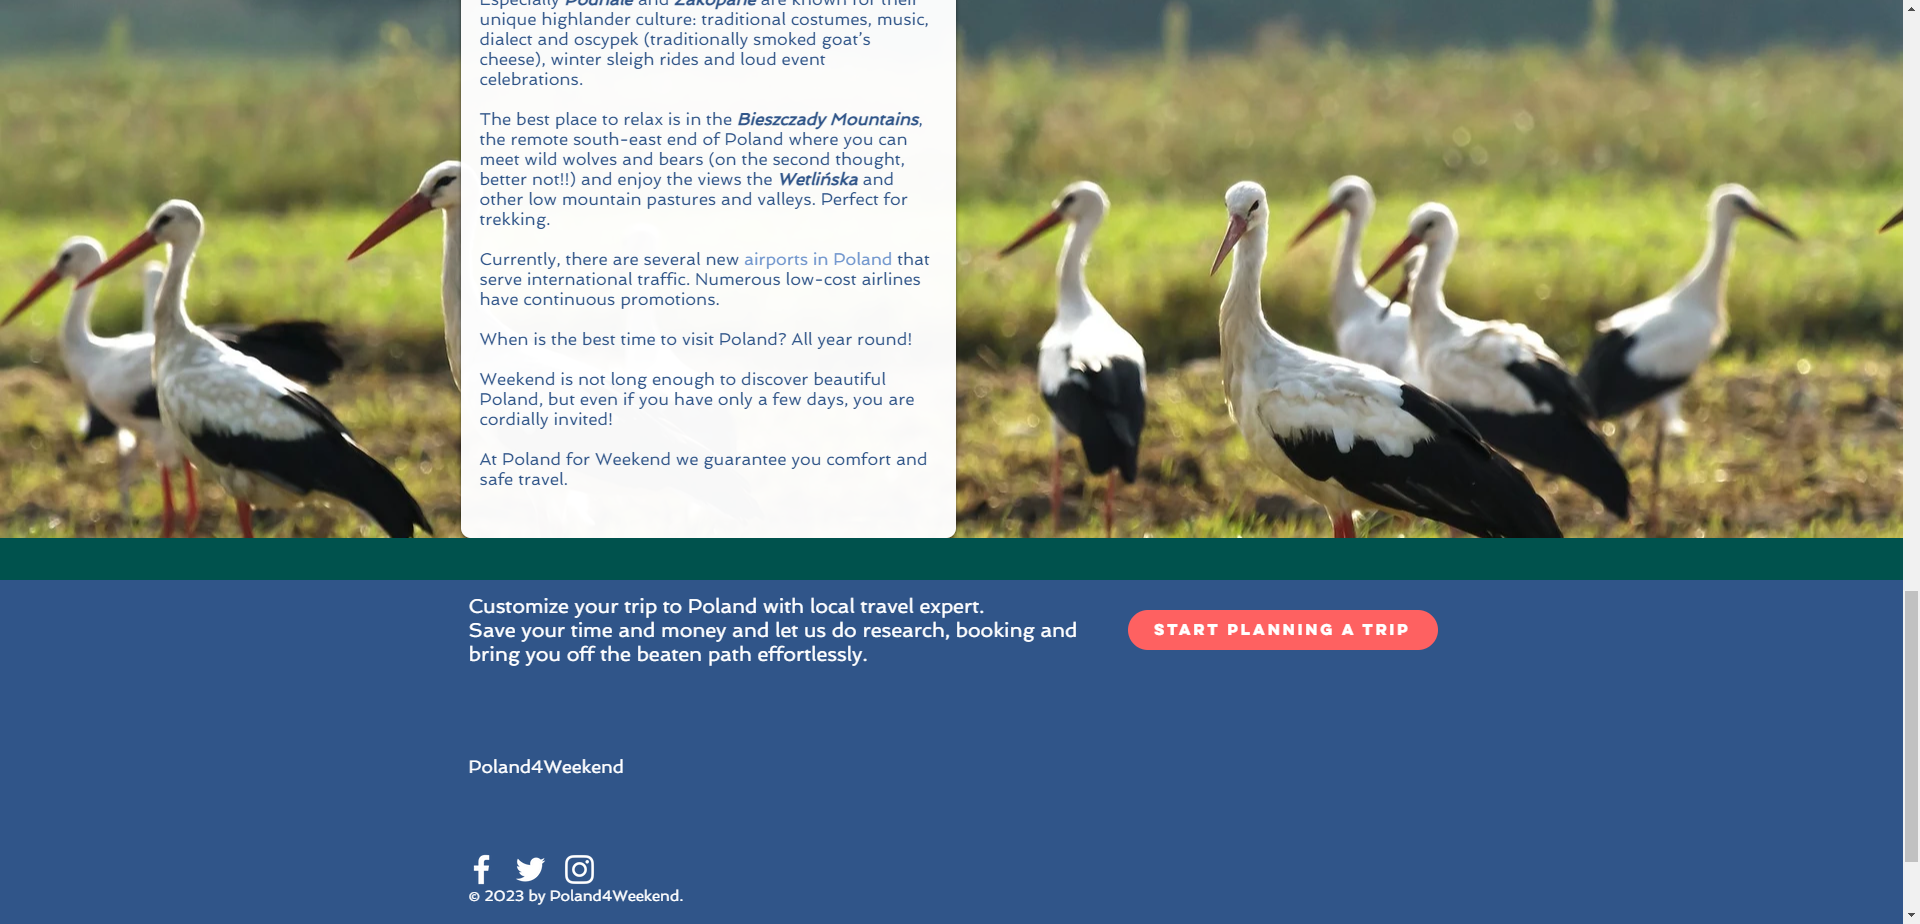 Especially Podhale and Zakopane are known for their
unique highlander culture: traditional costumes, music,
dialect and oscypek (traditionally smoked goat’s
cheese), winter sleigh rides and loud event
celebrations.
The best place to relax is in the Bieszczady Mountains,
the remote south-east end of Poland where you can
meet wild wolves and bears (on the second thought,
better not!!) and enjoy the views the Wetlińska and
other low mountain pastures and valleys. Perfect for
trekking.
Currently, there are several new airports in Poland that
serve international traffic. Numerous low-cost airlines
have continuous promotions.
When is the best time to visit Poland? All year round!
Weekend is not long enough to discover beautiful
Poland, but even if you have only a few days, you are
cordially invited!
At Poland for Weekend we guarantee you comfort and
safe travel.
Customize your trip to Poland with local travel expert.
Save your time and money and let us do research, booking and
bring you off the beaten path effortlessly.
START PLANNING A TRIP
Poland4Weekend
© 2023 by Poland4Weekend.